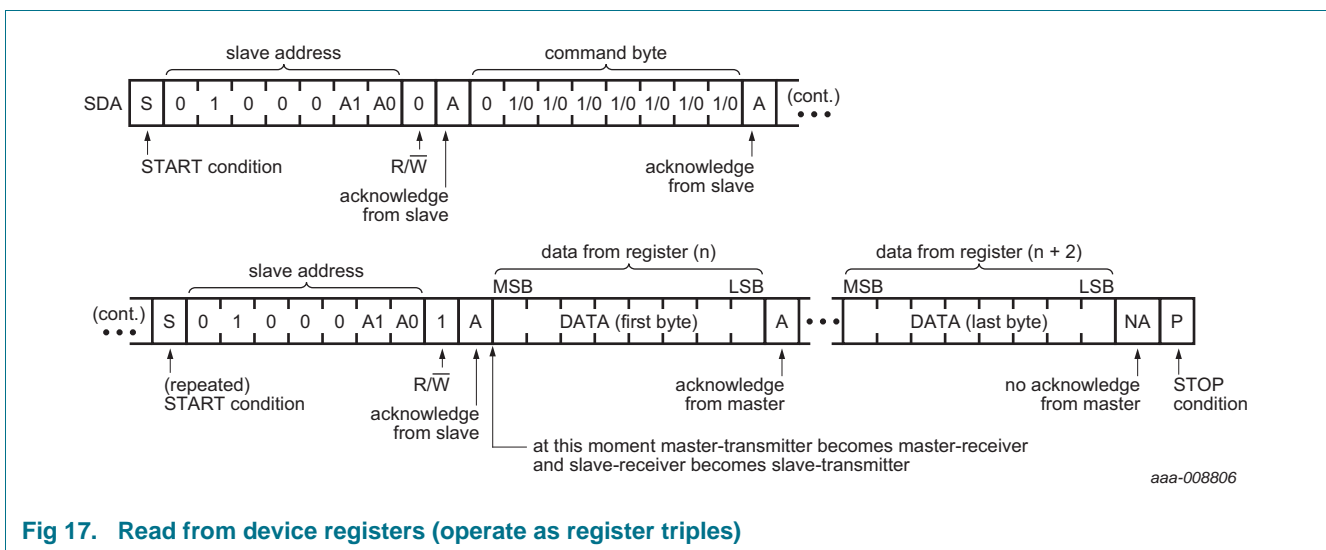 slave address
command byte
SDA S 0 1 0 0 0 A1 A0 0 A 0 1/0 1/0 1/0 1/0 1/0 1/0 1/0 A (cont.)
START condition
R/W̅
acknowledge
from slave
acknowledge
from slave
slave address
data from register (n)
data from register (n + 2)
MSB LSB MSB LSB
(cont.) S 0 1 0 0 0 A1 A0 1 A DATA (first byte) A DATA (last byte) NA P
(repeated)
START condition
R/W̅
acknowledge
from slave
acknowledge
from master
no acknowledge
from master
STOP
condition
at this moment master-transmitter becomes master-receiver
and slave-receiver becomes slave-transmitter
aaa-008806
Fig 17. Read from device registers (operate as register triples)